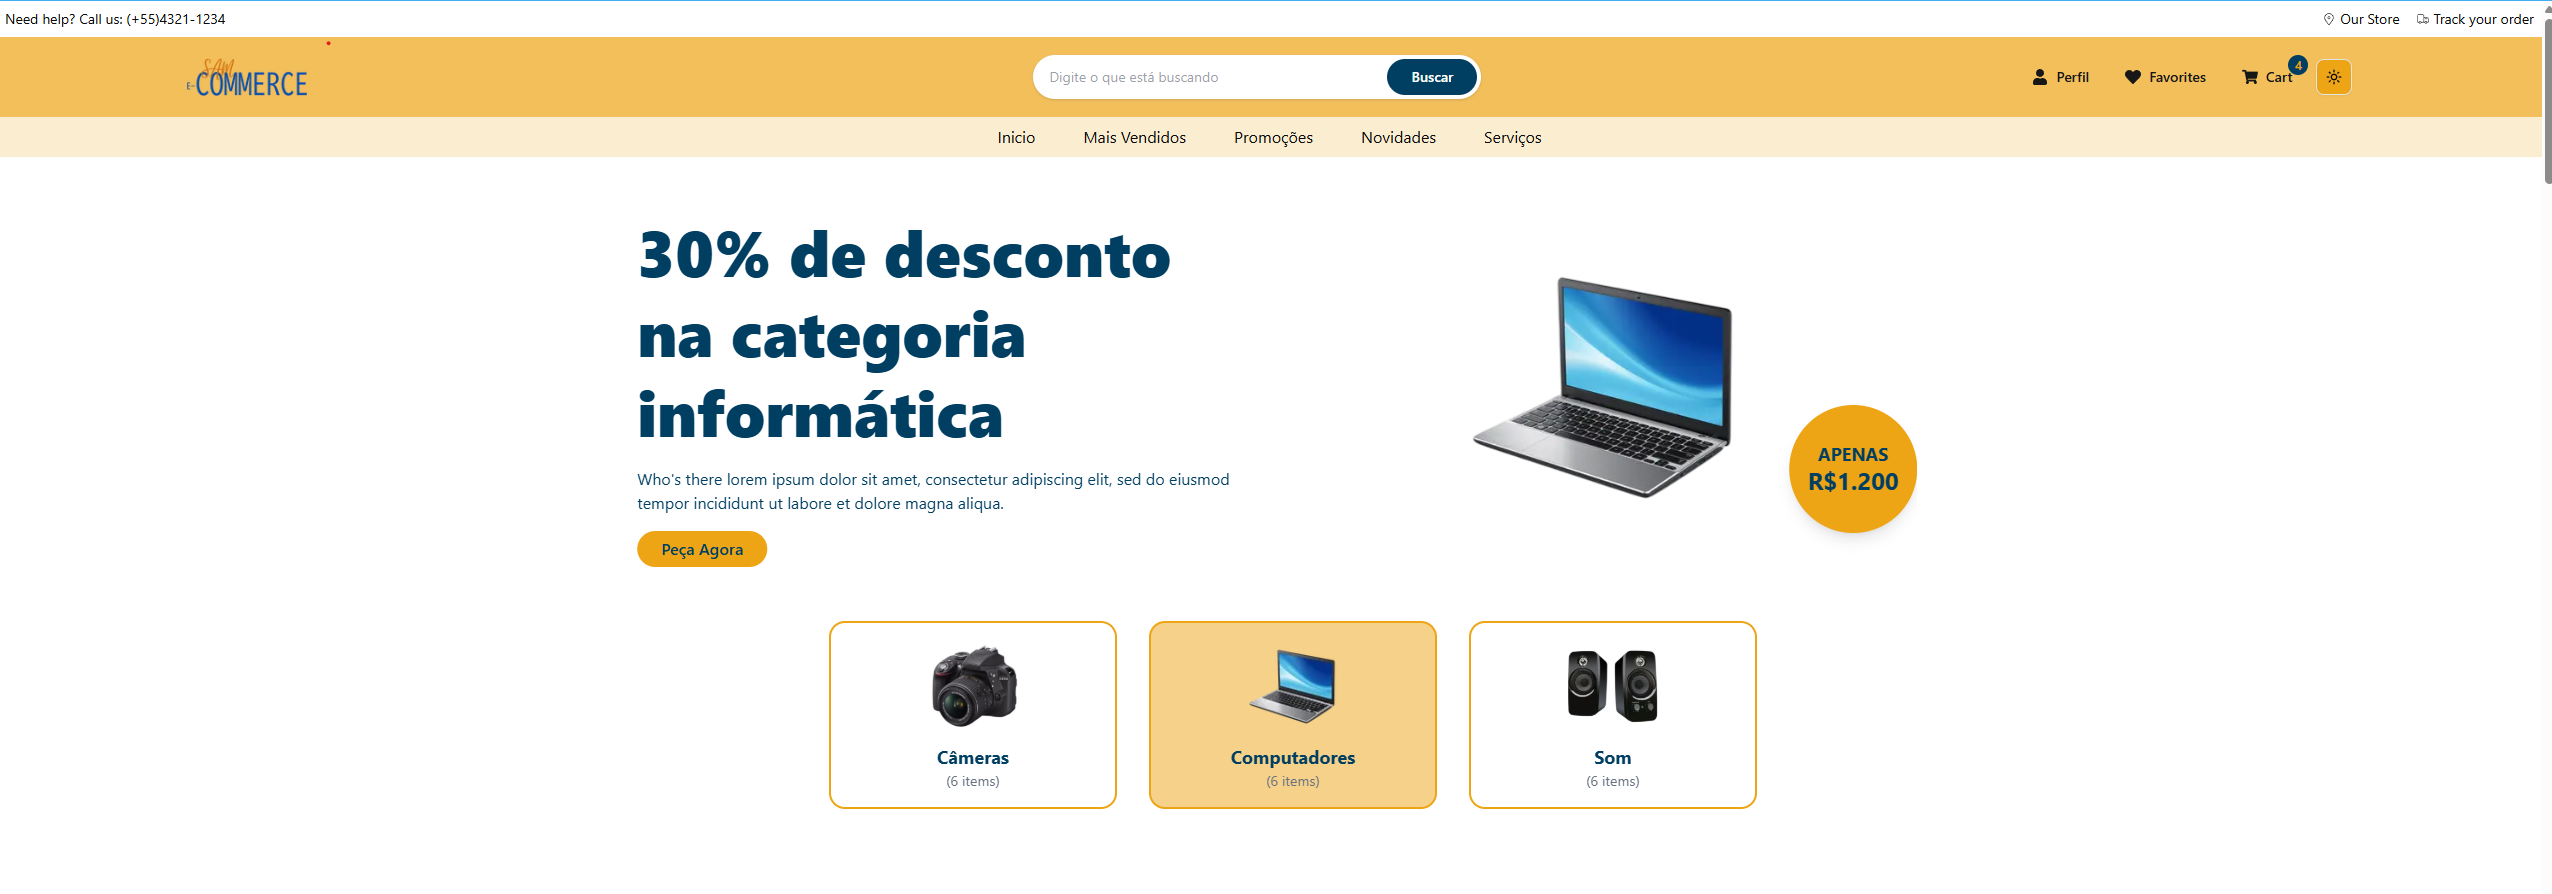 Need help? Call us: (+55)4321-1234
Our Store
Track your order
SAM
E-COMMERCE
Digite o que está buscando
Buscar
Perfil
Favorites
Cart
4
Inicio
Mais Vendidos
Promoções
Novidades
Serviços
30% de desconto
na categoria
informática
Who's there lorem ipsum dolor sit amet, consectetur adipiscing elit, sed do eiusmod
tempor incididunt ut labore et dolore magna aliqua.
Peça Agora
APENAS
R$1.200
Câmeras
(6 items)
Computadores
(6 items)
Som
(6 items)